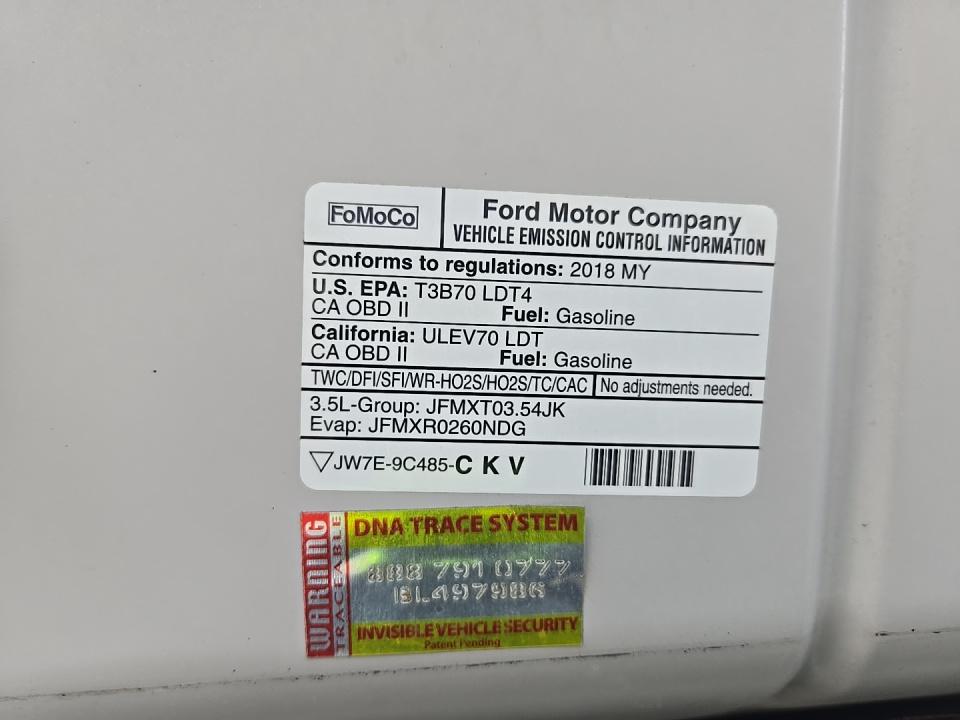 FoMoCo
Ford Motor Company
VEHICLE EMISSION CONTROL INFORMATION
Conforms to regulations: 2018 MY
U.S. EPA: T3B70 LDT4
CA OBD II Fuel: Gasoline
California: ULEV70 LDT
CA OBD II Fuel: Gasoline
TWC/DFI/SFI/WR-HO2S/HO2S/TC/CAC No adjustments needed.
3.5L-Group: JFMXT03.54JK
Evap: JFMXR0260NDG
JW7E-9C485-C K V
WARNING
TRACEABLE
DNA TRACE SYSTEM
888 791 0777
INVISIBLE VEHICLE SECURITY
Patent Pending